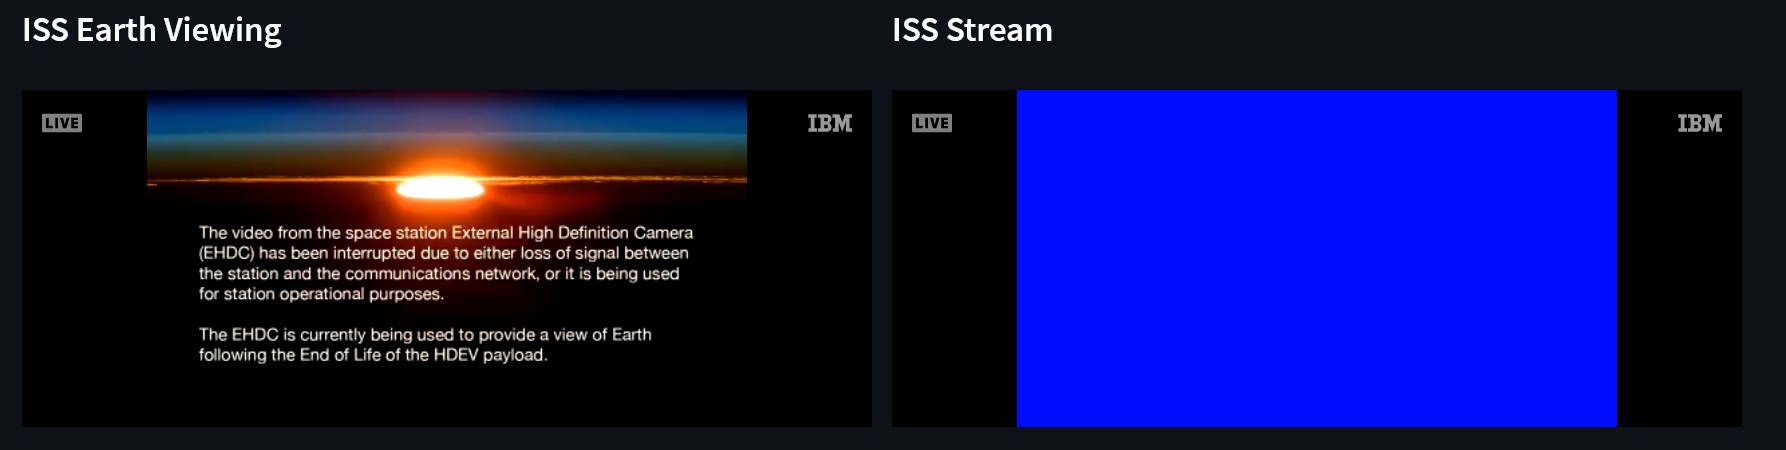 ISS Earth Viewing
LIVE
IBM
The video from the space station External High Definition Camera
(EHDC) has been interrupted due to either loss of signal between
the station and the communications network, or it is being used
for station operational purposes.
The EHDC is currently being used to provide a view of Earth
following the End of Life of the HDEV payload.
ISS Stream
LIVE
IBM